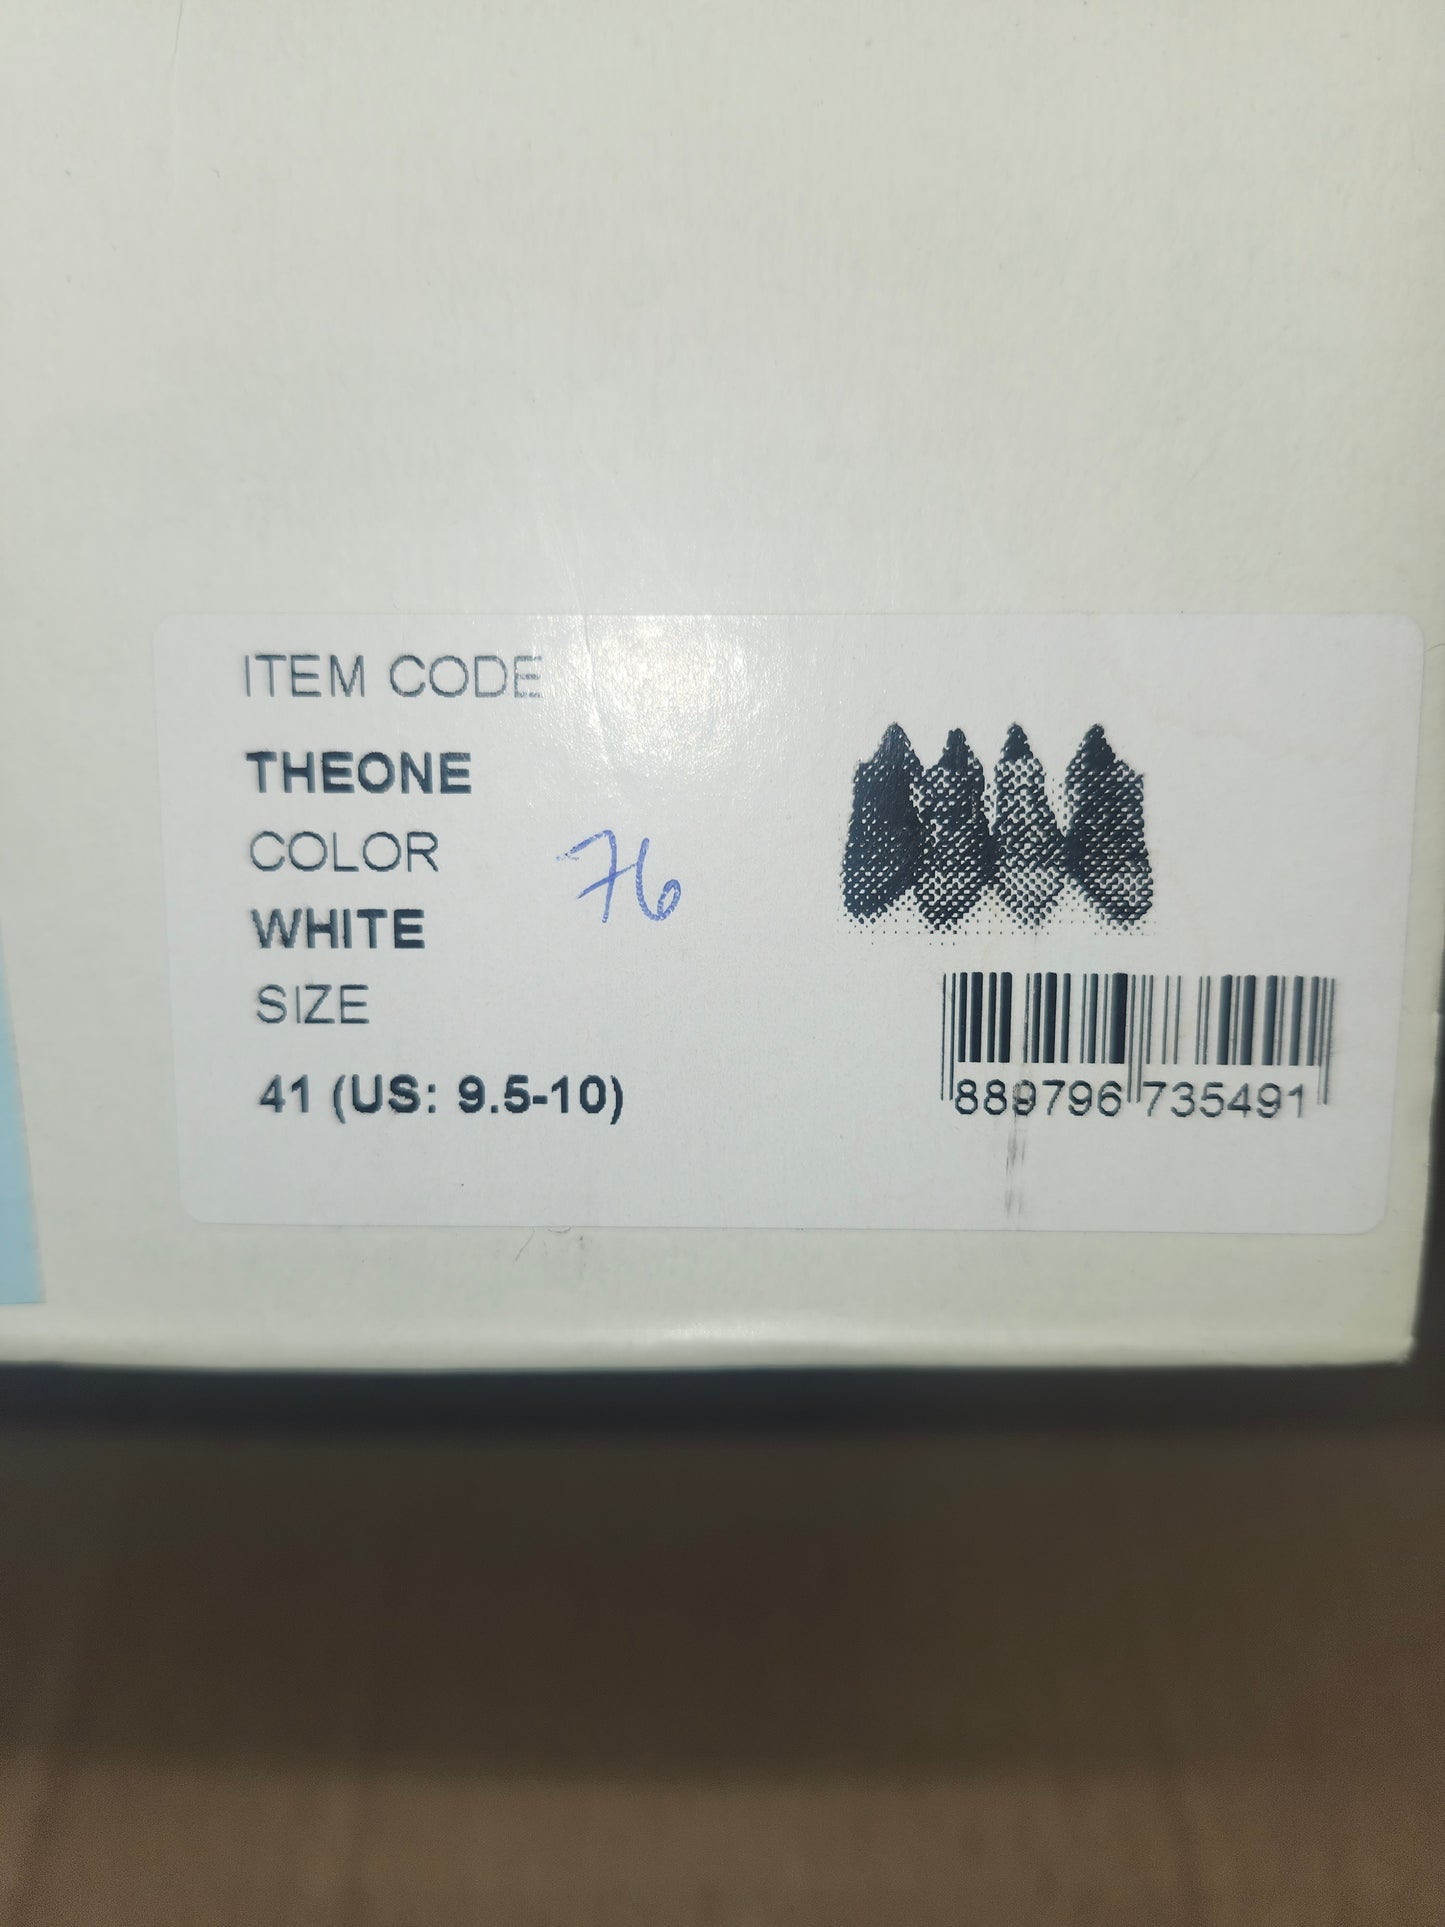 ITEM CODE
THEONE
COLOR
76
WHITE
SIZE
41 (US: 9.5-10)
889796 735491